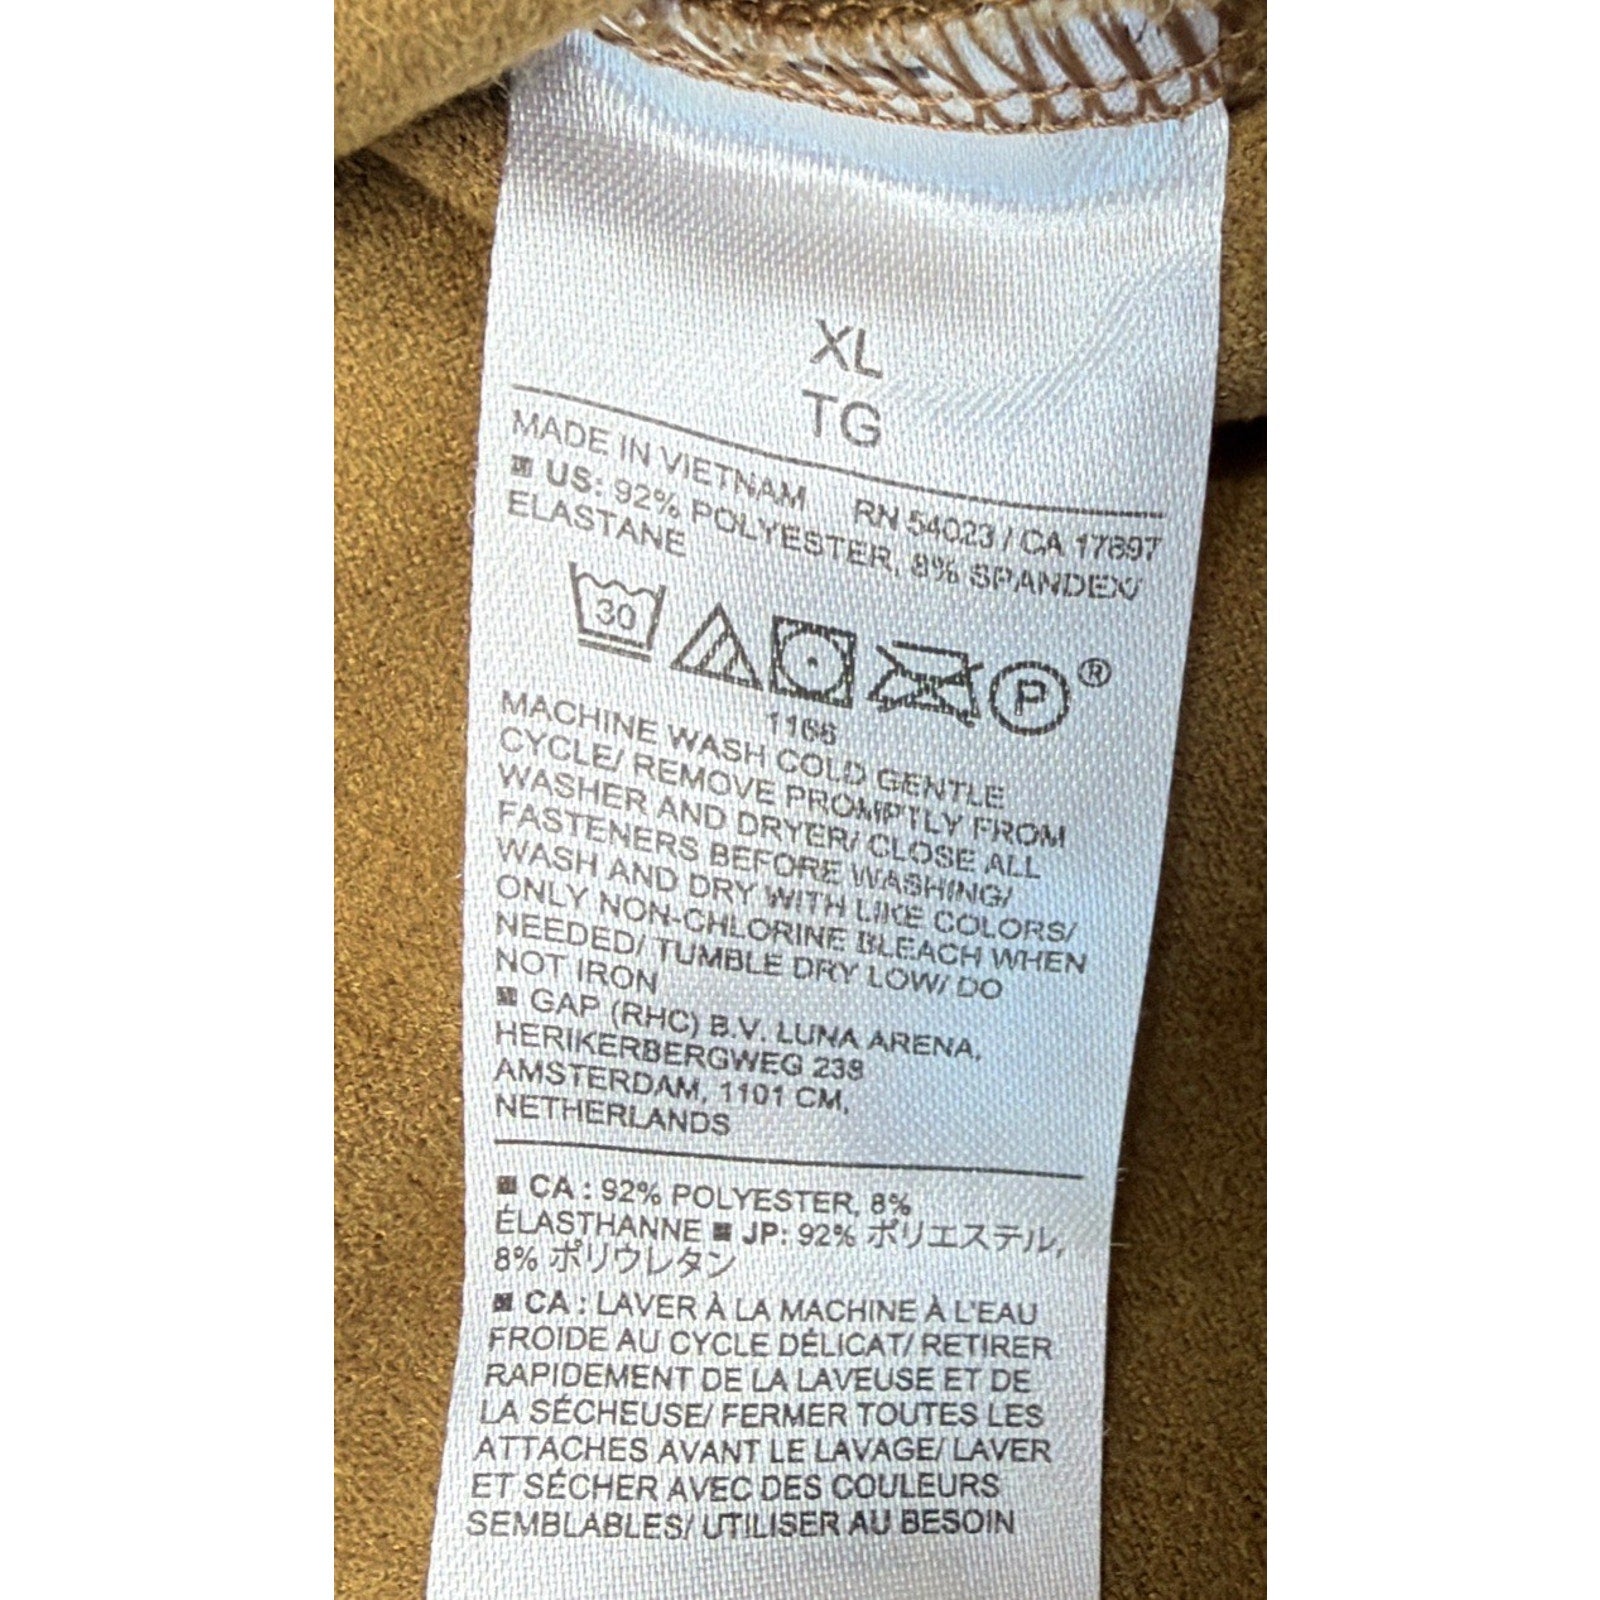 XL
TG
MADE IN VIETNAM RN 54023 / CA 17897
■ US: 92% POLYESTER, 8% SPANDEX/
ELASTANE
30
P ®
1166
MACHINE WASH COLD GENTLE
CYCLE/ REMOVE PROMPTLY FROM
WASHER AND DRYER/ CLOSE ALL
FASTENERS BEFORE WASHING/
WASH AND DRY WITH LIKE COLORS/
ONLY NON-CHLORINE BLEACH WHEN
NEEDED/ TUMBLE DRY LOW/ DO
NOT IRON
■ GAP (RHC) B.V. LUNA ARENA,
HERIKERBERGWEG 238
AMSTERDAM, 1101 CM,
NETHERLANDS
■ CA : 92% POLYESTER, 8%
ÉLASTHANNE ■ JP: 92% ポリエステル,
8% ポリウレタン
■ CA : LAVER À LA MACHINE À L'EAU
FROIDE AU CYCLE DÉLICAT/ RETIRER
RAPIDEMENT DE LA LAVEUSE ET DE
LA SÉCHEUSE/ FERMER TOUTES LES
ATTACHES AVANT LE LAVAGE/ LAVER
ET SÉCHER AVEC DES COULEURS
SEMBLABLES/ UTILISER AU BESOIN